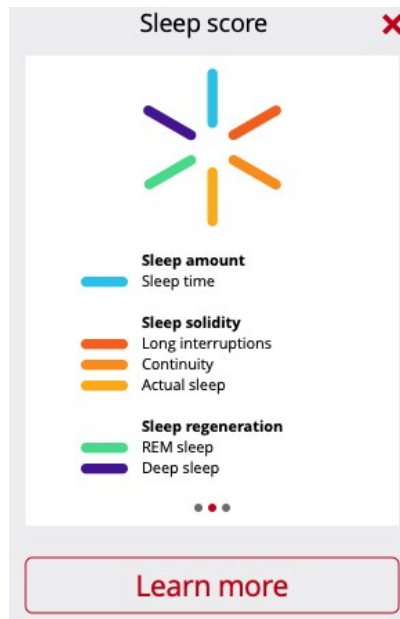 Sleep score
Sleep amount
Sleep time
Sleep solidity
Long interruptions
Continuity
Actual sleep
Sleep regeneration
REM sleep
Deep sleep
Learn more